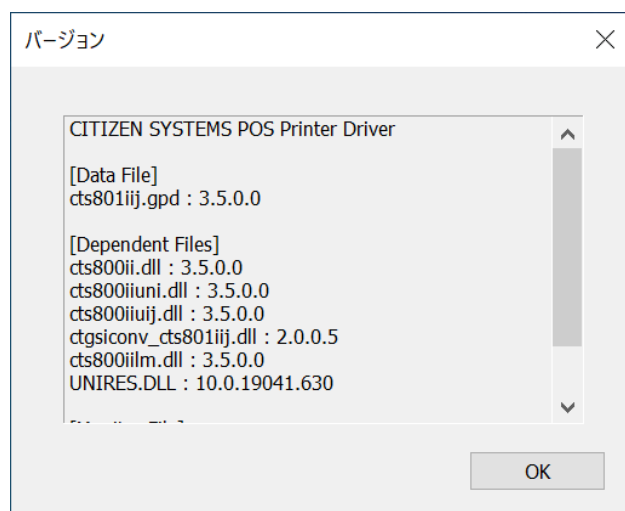 バージョン
CITIZEN SYSTEMS POS Printer Driver
[Data File]
cts801iij.gpd : 3.5.0.0
[Dependent Files]
cts800ii.dll : 3.5.0.0
cts800iiuni.dll : 3.5.0.0
cts800iiuij.dll : 3.5.0.0
ctgsiconv_cts801iij.dll : 2.0.0.5
cts800iilm.dll : 3.5.0.0
UNIRES.DLL : 10.0.19041.630
OK